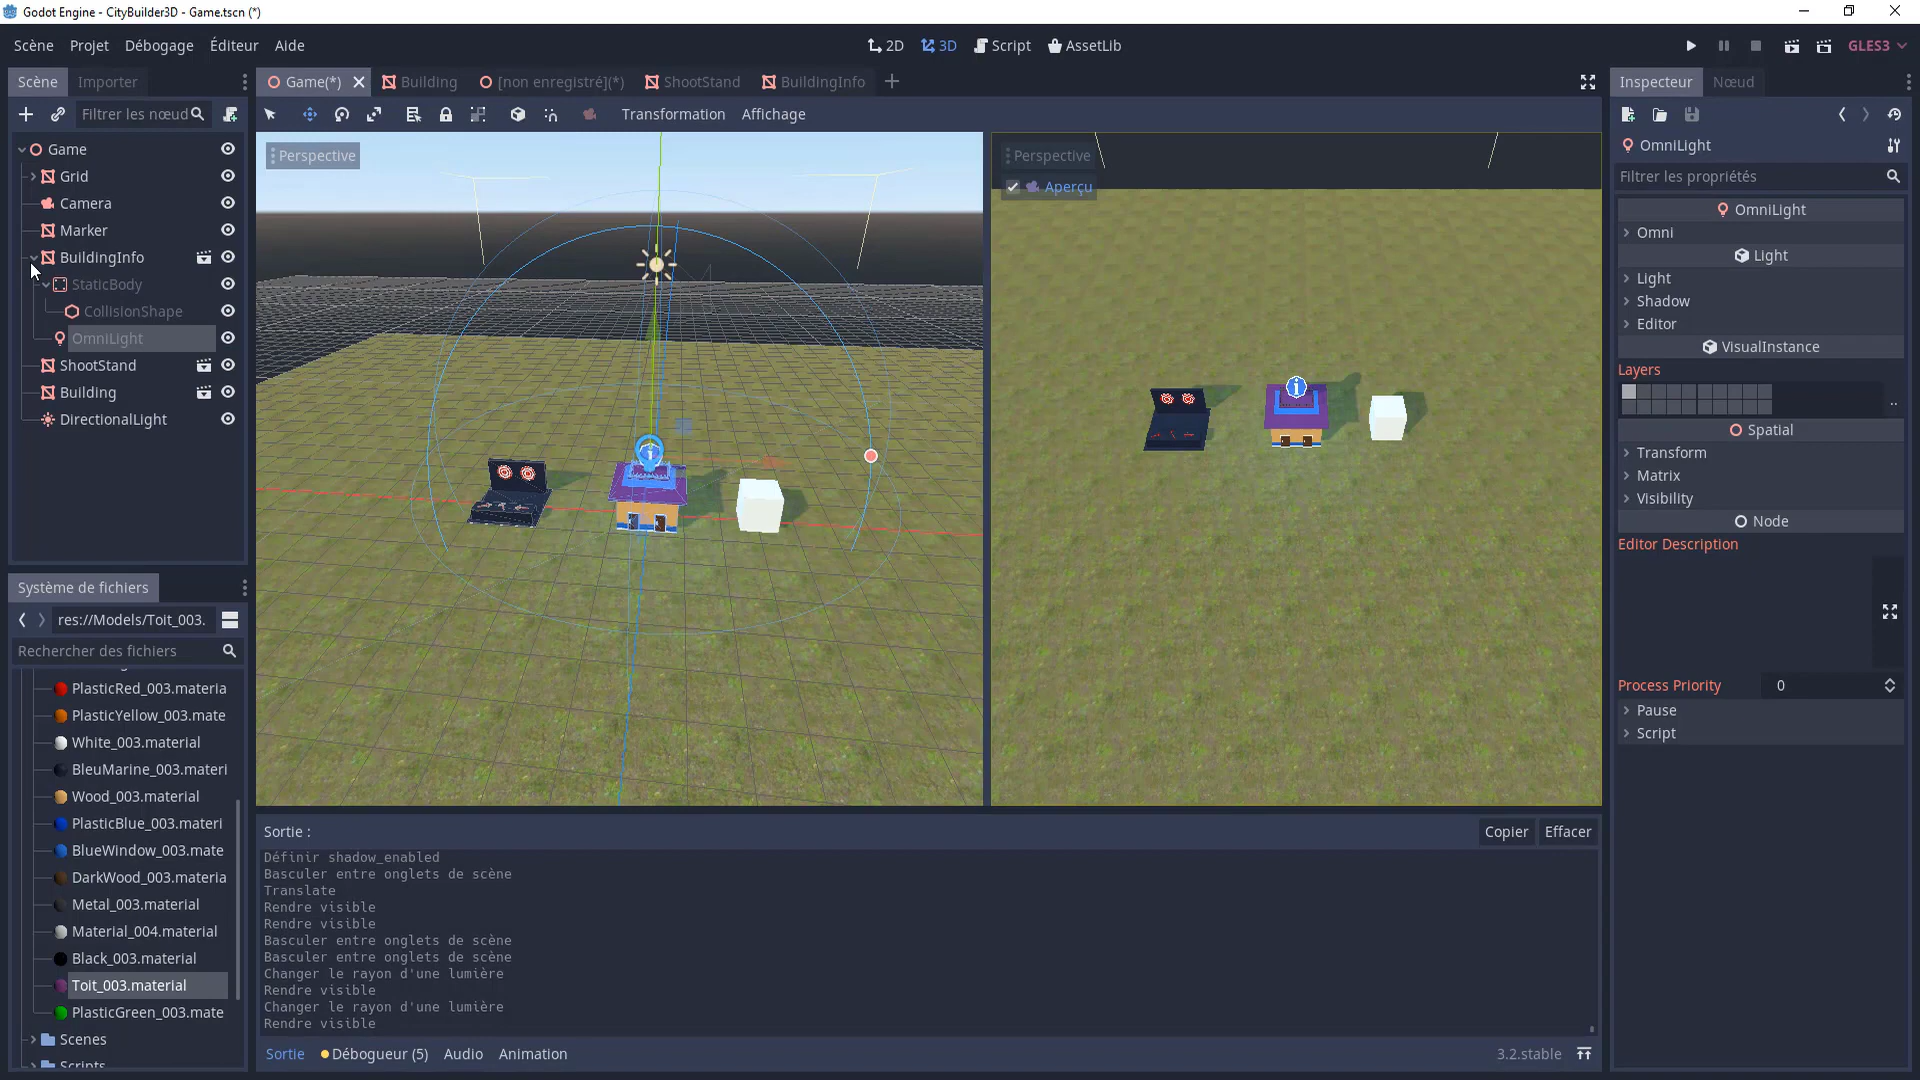 Godot Engine - CityBuilder3D - Game.tscn (*)
Scène Projet Débogage Éditeur Aide
2D 3D Script AssetLib
GLES3
Scène Importer
Game(*) Building [non enregistré](*) ShootStand BuildingInfo
Inspecteur Nœud
Filtrer les nœud
Transformation Affichage
Game
Grid
Camera
Marker
BuildingInfo
StaticBody
CollisionShape
OmniLight
ShootStand
Building
DirectionalLight
Perspective
Perspective
Aperçu
OmniLight
Filtrer les propriétés
OmniLight
Omni
Light
Light
Shadow
Editor
VisualInstance
Layers
..
Spatial
Transform
Matrix
Visibility
Node
Editor Description
Process Priority 0
Pause
Script
Système de fichiers
res://Models/Toit_003.
Rechercher des fichiers
PlasticRed_003.materia
PlasticYellow_003.mate
White_003.material
BleuMarine_003.materi
Wood_003.material
PlasticBlue_003.materi
BlueWindow_003.mate
DarkWood_003.materia
Metal_003.material
Material_004.material
Black_003.material
Toit_003.material
PlasticGreen_003.mate
Scenes
Scripts
Sortie :
Copier Effacer
Définir shadow_enabled
Basculer entre onglets de scène
Translate
Rendre visible
Rendre visible
Basculer entre onglets de scène
Basculer entre onglets de scène
Changer le rayon d'une lumière
Rendre visible
Changer le rayon d'une lumière
Rendre visible
Sortie Débogueur (5) Audio Animation
3.2.stable